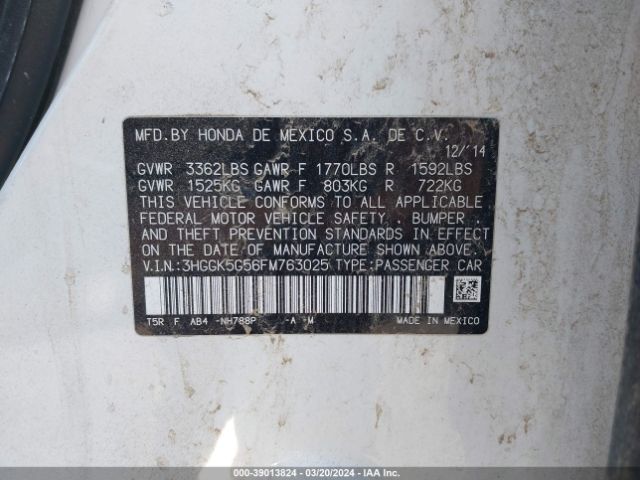 MFD.BY HONDA DE MEXICO S.A. DE C.V.
12/'14
GVWR 3362LBS GAWR F 1770LBS R 1592LBS
GVWR 1525KG GAWR F 803KG R 722KG
THIS VEHICLE CONFORMS TO ALL APPLICABLE
FEDERAL MOTOR VEHICLE SAFETY, BUMPER,
AND THEFT PREVENTION STANDARDS IN EFFECT
ON THE DATE OF MANUFACTURE SHOWN ABOVE.
V.I.N.:3HGGK5G56FM763025 TYPE:PASSENGER CAR
T5R F AB4 -NH788P -A -M MADE IN MEXICO
000-39013824 | 03/20/2024 | IAA Inc.